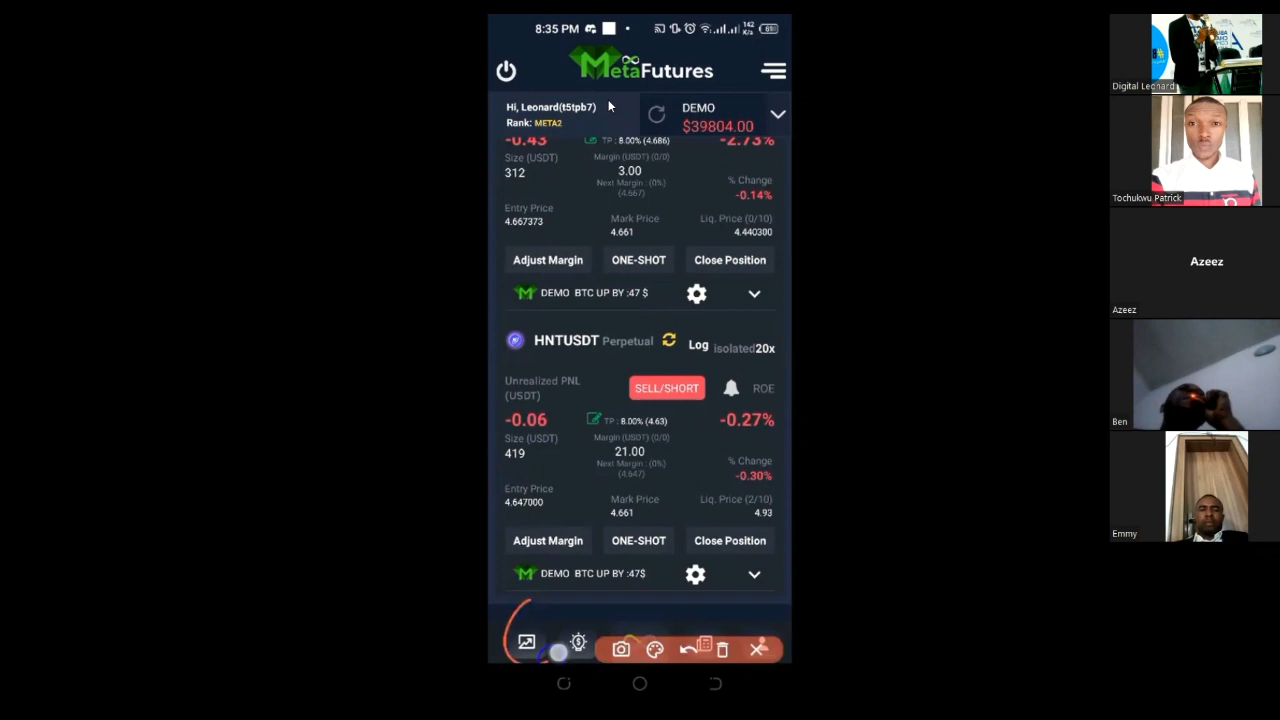 8:35 PM
142
K/s
61
MetaFutures
Hi, Leonard(t5tpb7)
Rank: META2
DEMO
$39804.00
-0.43
TP : 8.00% (4.686)
-2.73%
Size (USDT)
312
Margin (USDT) (0/0)
3.00
Next Margin : (0%)
(4.667)
% Change
-0.14%
Entry Price
4.667373
Mark Price
4.661
Liq. Price (0/10)
4.440300
Adjust Margin
ONE-SHOT
Close Position
DEMO BTC UP BY :47 $
HNTUSDT Perpetual
Log
isolated20x
Unrealized PNL
(USDT)
SELL/SHORT
ROE
-0.06
TP : 8.00% (4.63)
-0.27%
Size (USDT)
419
Margin (USDT) (0/0)
21.00
Next Margin : (0%)
(4.647)
% Change
-0.30%
Entry Price
4.647000
Mark Price
4.661
Liq. Price (2/10)
4.93
Adjust Margin
ONE-SHOT
Close Position
DEMO BTC UP BY :47$
Digital Leonard
Tochukwu Patrick
Azeez
Azeez
Ben
Emmy